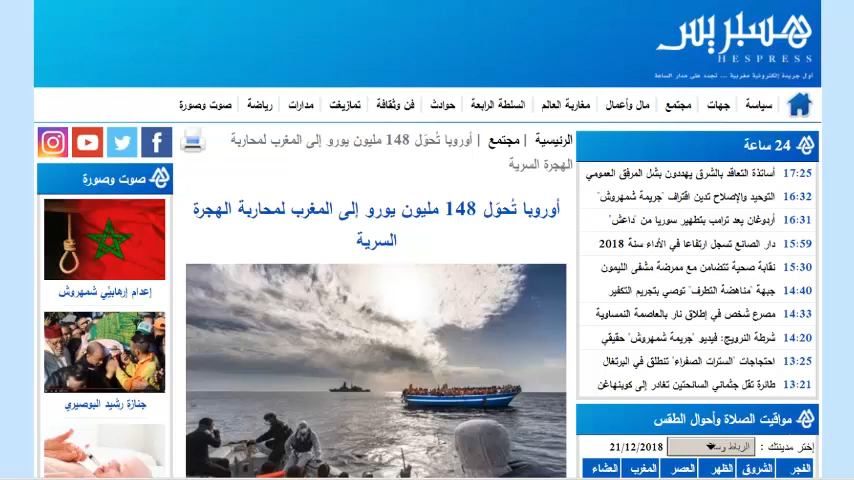 هسبريس
HESPRESS
أول جريدة إلكترونية مغربية ... تجدد على مدار الساعة
سياسة جهات مجتمع مال وأعمال مغاربة العالم السلطة الرابعة حوادث فن وثقافة تمازيغت مدارات رياضة صوت وصورة
24 ساعة
17:25 أساتذة التعاقد بالشرق يهددون بشل المرفق العمومي
16:32 التوحيد والإصلاح تدين اقتراف "جريمة شمهروش"
16:31 أردوغان يعد ترامب بتطهير سوريا من "داعش"
15:59 دار الصانع تسجل ارتفاعا في الأداء سنة 2018
15:30 نقابة صحية تتضامن مع ممرضة مشفى الليمون
14:40 جبهة "مناهضة التطرف" توصي بتجريم التكفير
14:33 مصرع شخص في إطلاق نار بالعاصمة النمساوية
14:20 شرطة النرويج: فيديو "جريمة شمهروش" حقيقي
13:25 احتجاجات "السترات الصفراء" تنطلق في البرتغال
13:21 طائرة تقل جثماني السائحتين تغادر إلى كوبنهاغن
مواقيت الصلاة وأحوال الطقس
إختر مدينتك : الرباط وسـ 21/12/2018
الفجر الشروق الظهر العصر المغرب العشاء
الرئيسية | مجتمع | أوروبا تُحوّل 148 مليون يورو إلى المغرب لمحاربة
الهجرة السرية
أوروبا تُحوّل 148 مليون يورو إلى المغرب لمحاربة الهجرة
السرية
صوت وصورة
إعدام إرهابيّي شمهروش
جنازة رشيد البوصيري